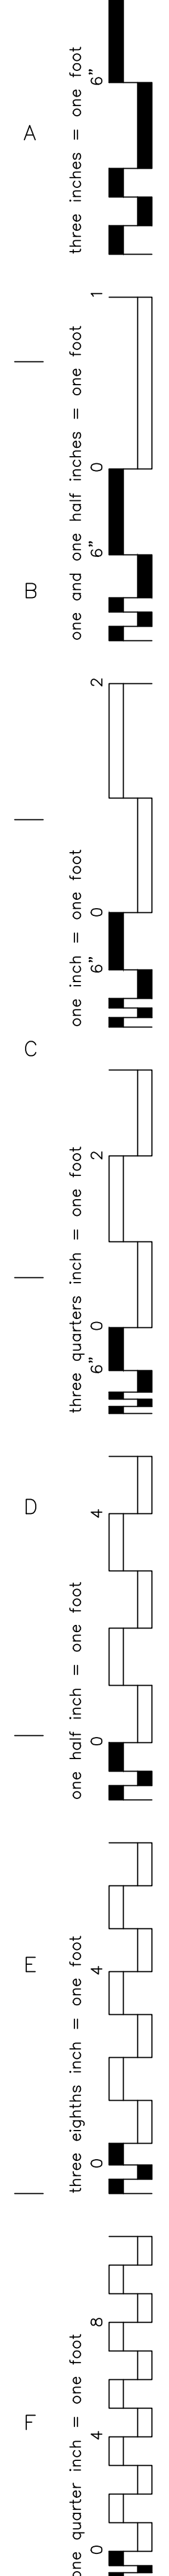 A
three inches = one foot
6"
1
one and one half inches = one foot
0
6"
B
2
one inch = one foot
0
6"
C
2
three quarters inch = one foot
0
6"
D
4
one half inch = one foot
0
E
4
three eighths inch = one foot
0
F
8
4
one quarter inch = one foot
0